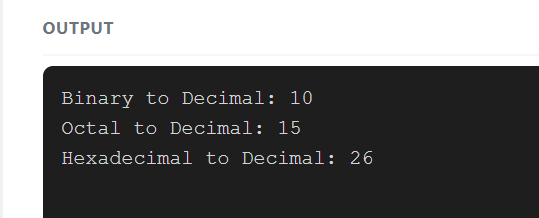 OUTPUT
Binary to Decimal: 10
Octal to Decimal: 15
Hexadecimal to Decimal: 26